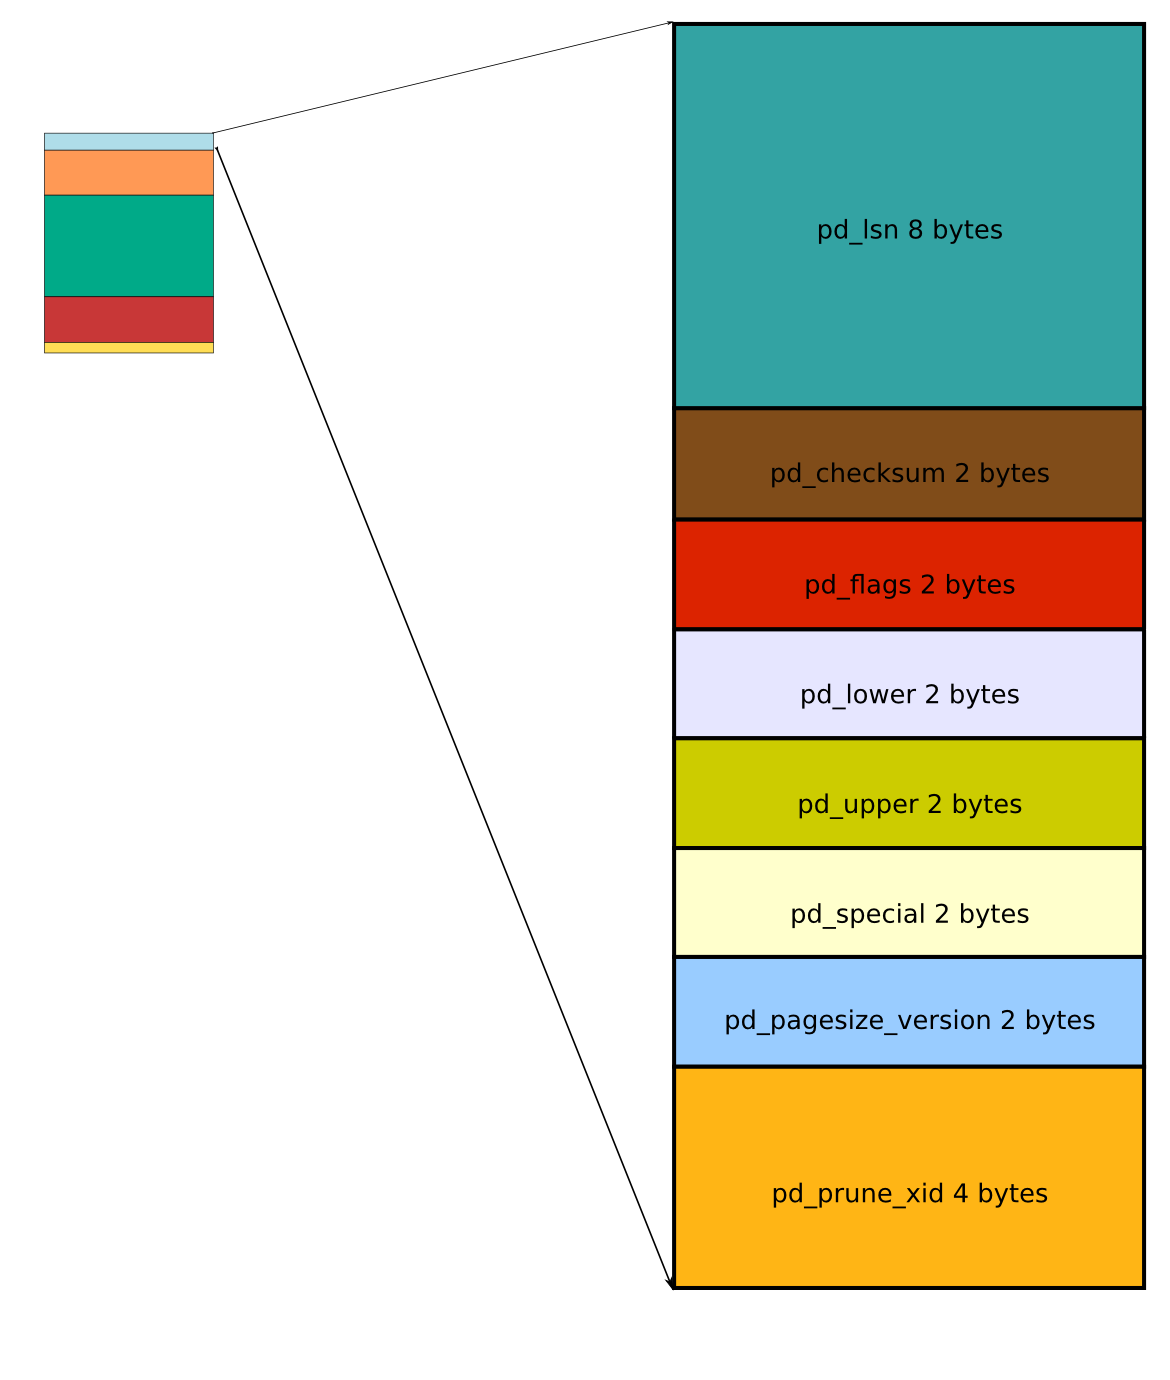 pd_lsn 8 bytes
pd_checksum 2 bytes
pd_flags 2 bytes
pd_lower 2 bytes
pd_upper 2 bytes
pd_special 2 bytes
pd_pagesize_version 2 bytes
pd_prune_xid 4 bytes